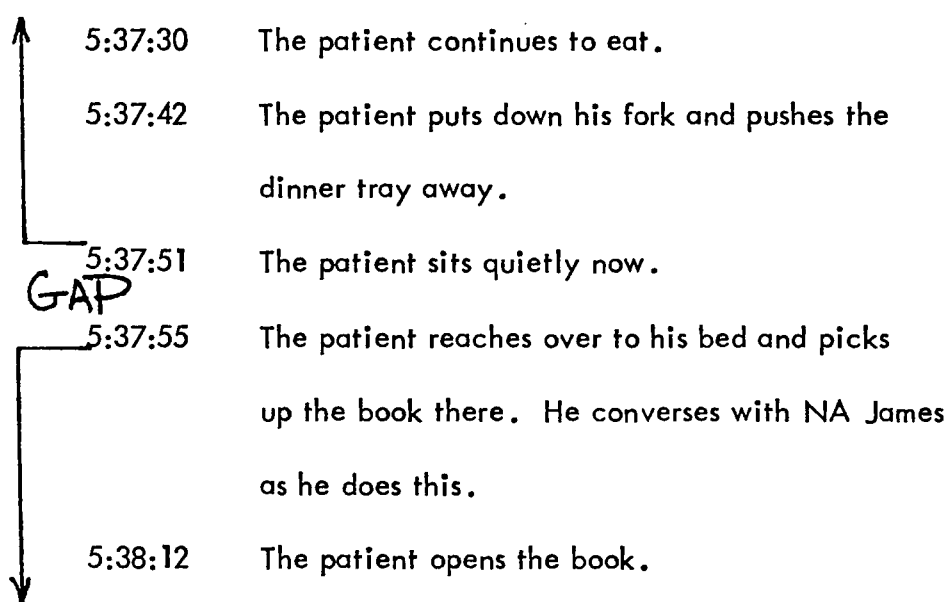 5:37:30 The patient continues to eat.
5:37:42 The patient puts down his fork and pushes the
dinner tray away.
5:37:51 The patient sits quietly now.
GAP
5:37:55 The patient reaches over to his bed and picks
up the book there. He converses with NA James
as he does this.
5:38:12 The patient opens the book.